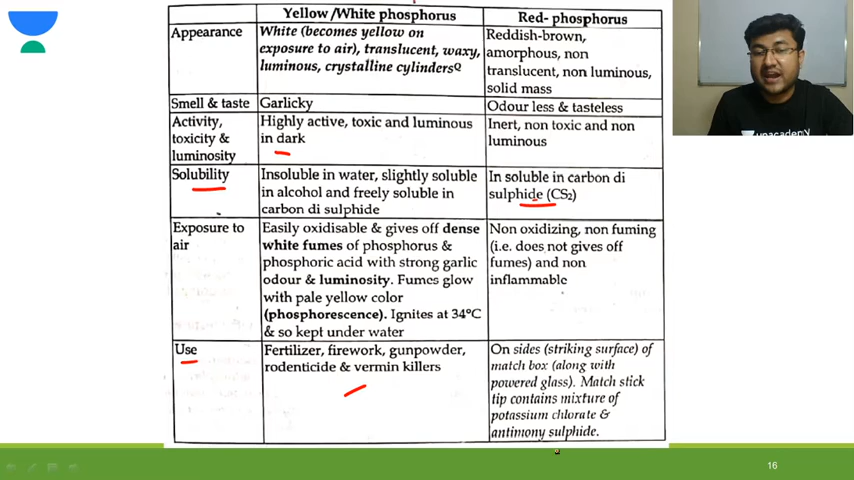 Yellow /White phosphorus
Red- phosphorus
Appearance
White (becomes yellow on
exposure to air), translucent, waxy,
luminous, crystalline cylindersQ
Reddish-brown,
amorphous, non
translucent, non luminous,
solid mass
Smell & taste
Garlicky
Odour less & tasteless
Activity,
toxicity &
luminosity
Highly active, toxic and luminous
in dark
Inert, non toxic and non
luminous
Solubility
Insoluble in water, slightly soluble
in alcohol and freely soluble in
carbon di sulphide
In soluble in carbon di
sulphide (CS₂)
Exposure to
air
Easily oxidisable & gives off dense
white fumes of phosphorus &
phosphoric acid with strong garlic
odour & luminosity. Fumes glow
with pale yellow color
(phosphorescence). Ignites at 34°C
& so kept under water
Non oxidizing, non fuming
(i.e. does not gives off
fumes) and non
inflammable
Use
Fertilizer, firework, gunpowder,
rodenticide & vermin killers
On sides (striking surface) of
match box (along with
powered glass). Match stick
tip contains mixture of
potassium chlorate &
antimony sulphide.
unacademy
16